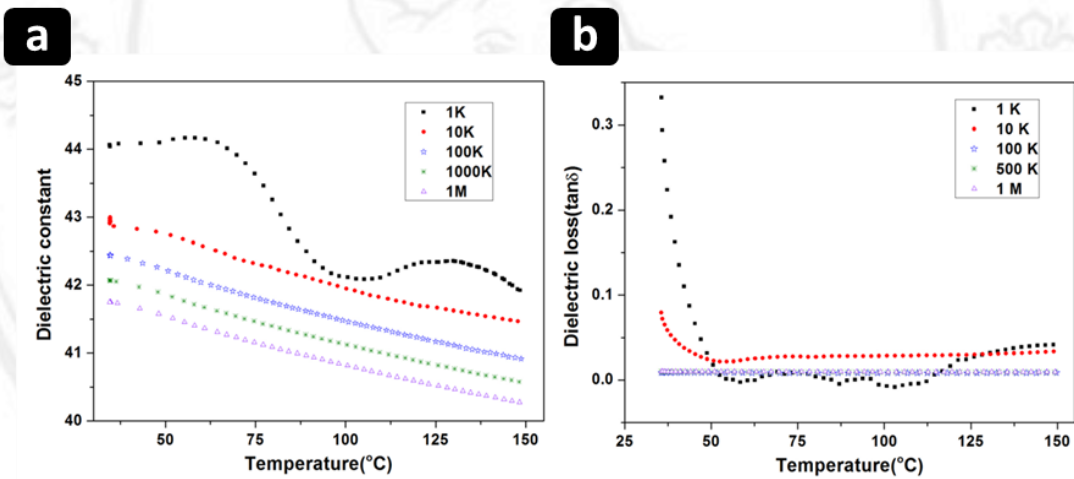 a
45
44
43
42
41
40
Dielectric constant
1K
10K
100K
1000K
1M
50
75
100
125
150
Temperature(°C)
b
0.3
0.2
0.1
0.0
Dielectric loss(tanδ)
1 K
10 K
100 K
500 K
1 M
25
50
75
100
125
150
Temperature(°C)